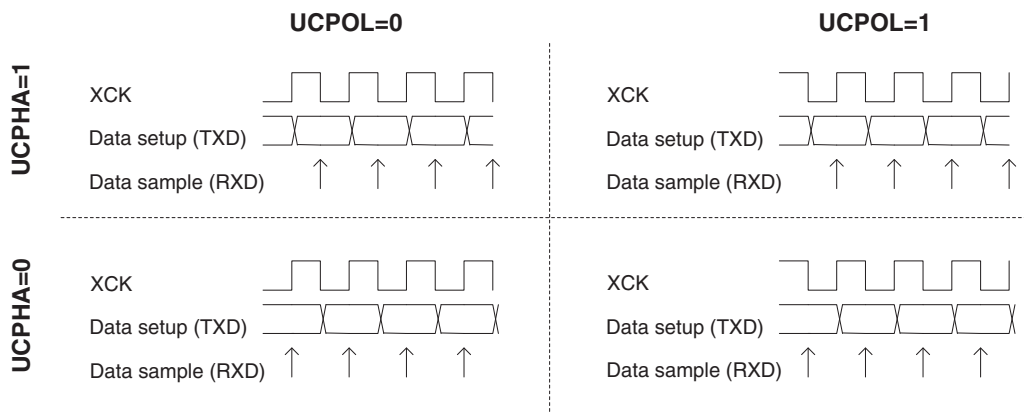 UCPOL=0
UCPOL=1
UCPHA=1
XCK
Data setup (TXD)
Data sample (RXD)
XCK
Data setup (TXD)
Data sample (RXD)
UCPHA=0
XCK
Data setup (TXD)
Data sample (RXD)
XCK
Data setup (TXD)
Data sample (RXD)